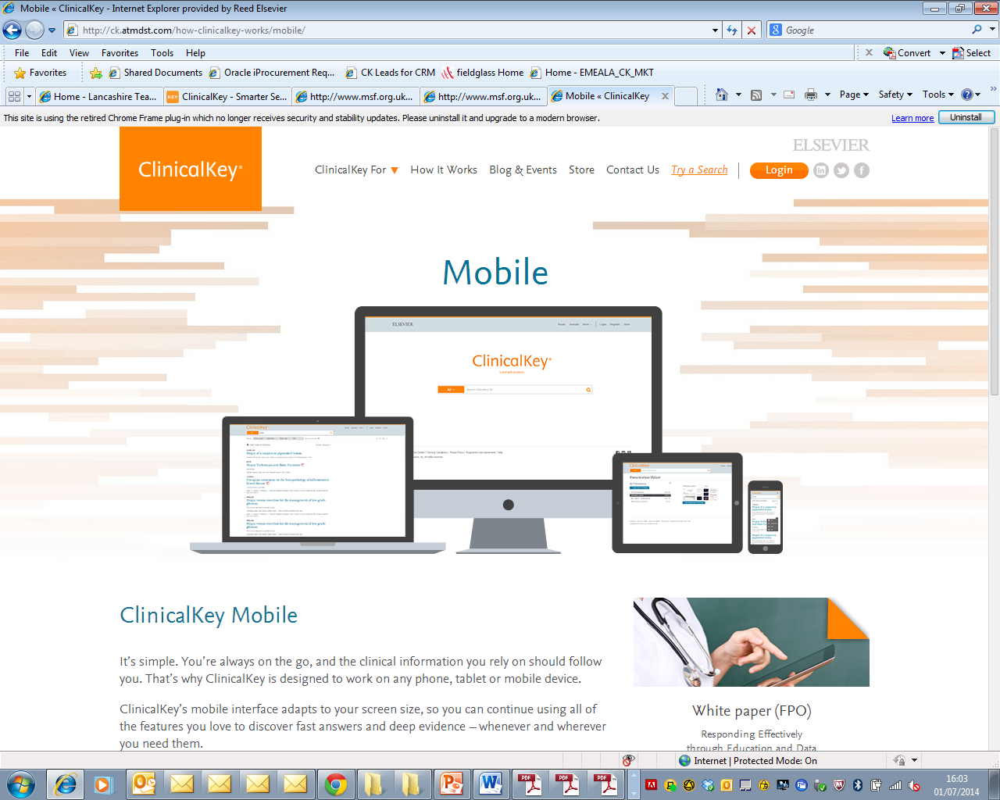 Mobile « ClinicalKey - Internet Explorer provided by Reed Elsevier
http://ck.atmdst.com/how-clinicalkey-works/mobile/
Google
File Edit View Favorites Tools Help
Convert Select
Favorites Shared Documents Oracle iProcurement Req... CK Leads for CRM fieldglass Home Home - EMEALA_CK_MKT
Home - Lancashire Tea... ClinicalKey - Smarter Se... http://www.msf.org.uk... http://www.msf.org.uk... Mobile « ClinicalKey
Page Safety Tools
This site is using the retired Chrome Frame plug-in which no longer receives security and stability updates. Please uninstall it and upgrade to a modern browser.
Learn more Uninstall
ELSEVIER
ClinicalKey®
ClinicalKey For How It Works Blog & Events Store Contact Us Try a Search Login
Mobile
ELSEVIER
ClinicalKey®
ClinicalKey Mobile
It's simple. You're always on the go, and the clinical information you rely on should follow
you. That's why ClinicalKey is designed to work on any phone, tablet or mobile device.
ClinicalKey's mobile interface adapts to your screen size, so you can continue using all of
the features you love to discover fast answers and deep evidence – whenever and wherever
you need them.
White paper (FPO)
Responding Effectively
through Education and Data
Internet | Protected Mode: On
16:03
01/07/2014